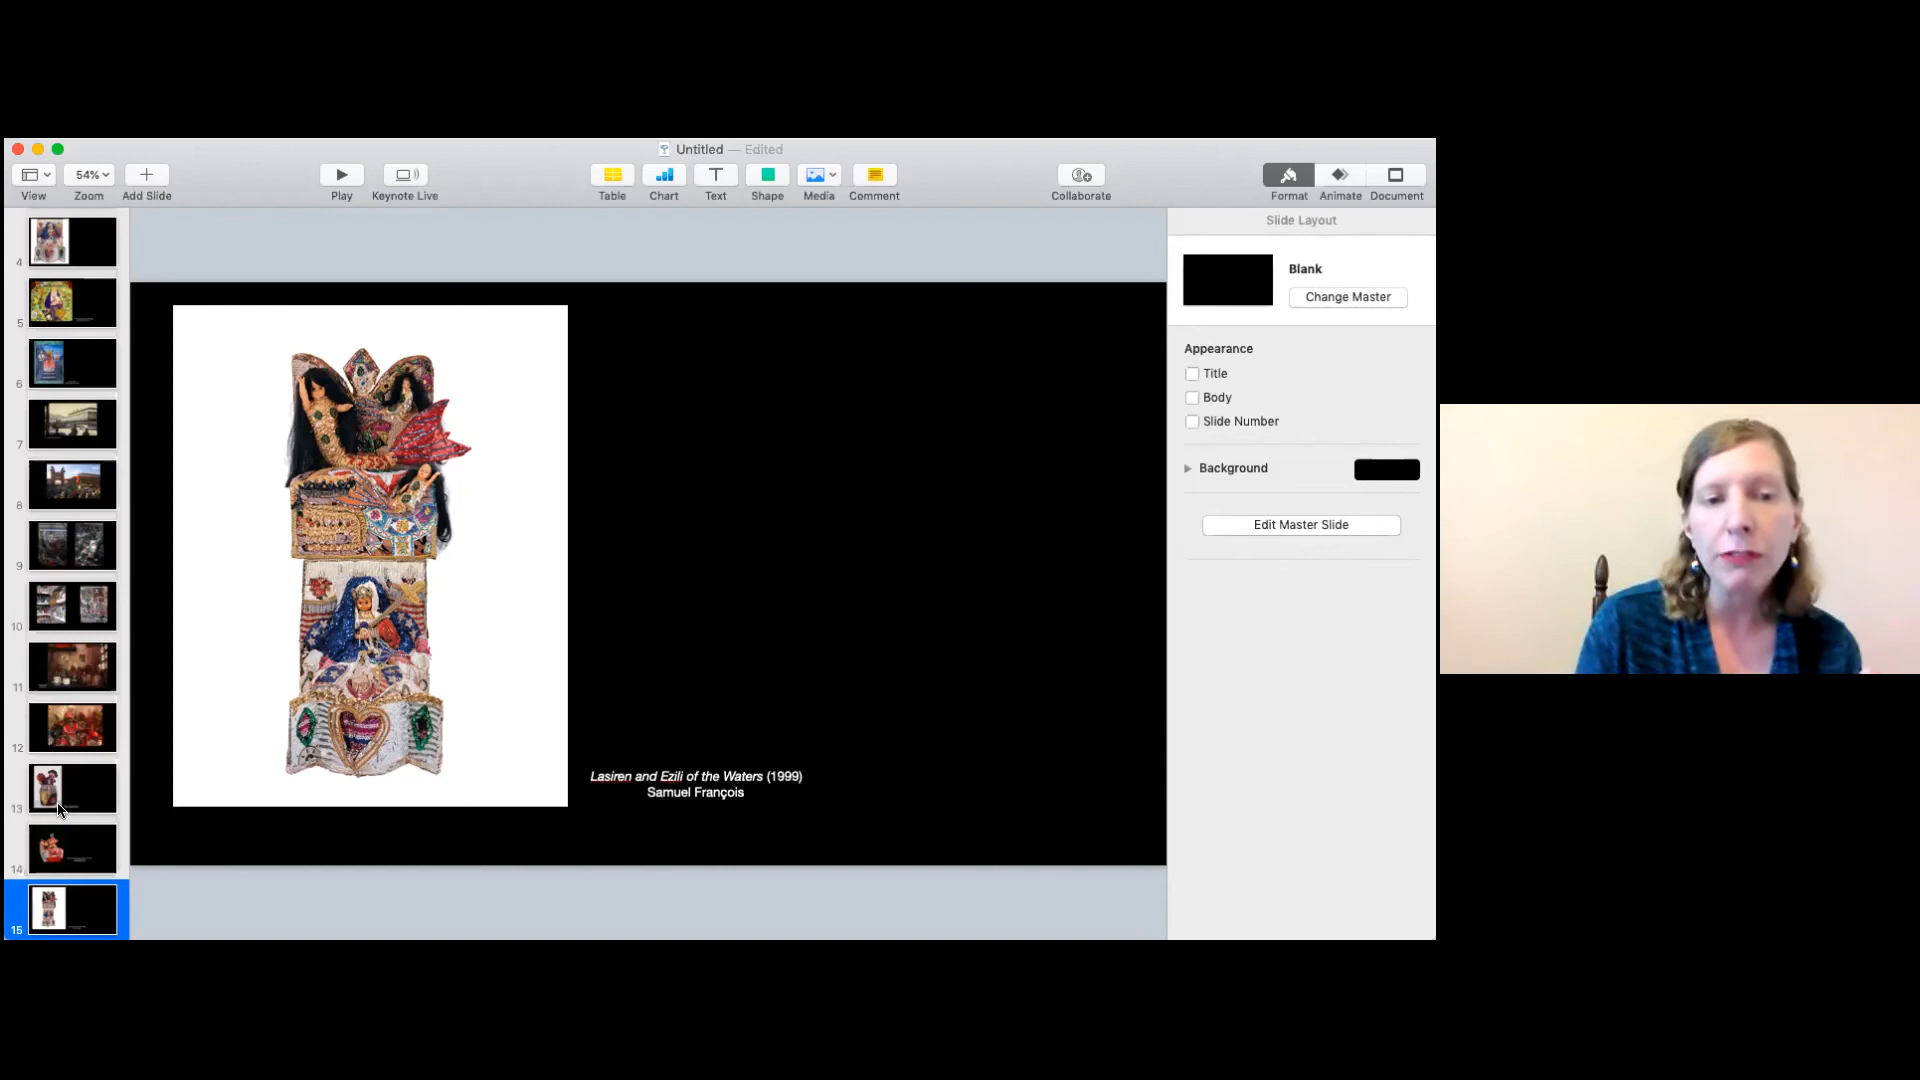 Untitled — Edited
54%
View
Zoom
Add Slide
Play
Keynote Live
Table
Chart
Text
Shape
Media
Comment
Collaborate
Format
Animate
Document
4
5
6
7
8
9
10
11
12
13
14
15
Lasiren and Ezili of the Waters (1999)
Samuel François
Slide Layout
Blank
Change Master
Appearance
Title
Body
Slide Number
Background
Edit Master Slide